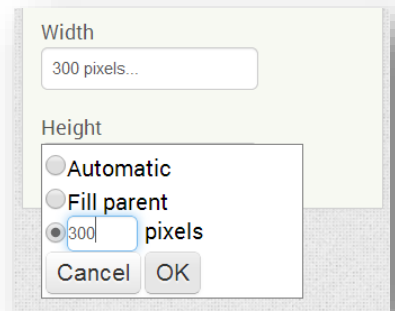 Width
300 pixels...
Height
Automatic
Fill parent
300 pixels
Cancel OK